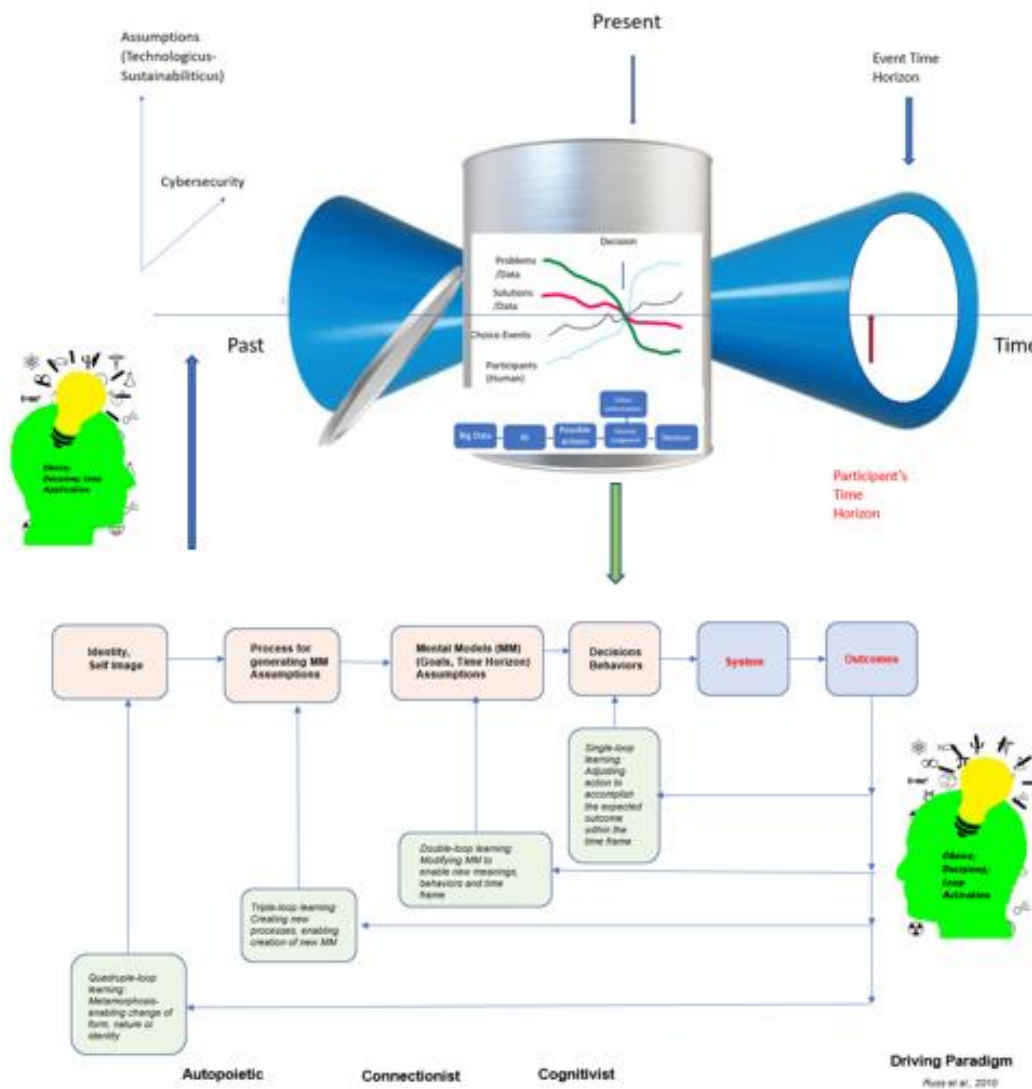 Present
Assumptions
(Technologicus-
Sustainabiliticus)
Event Time
Horizon
Cybersecurity
Decision
Problems
/Data
Solutions
/Data
Choice Events
Participants
(Human)
Past
Time
Big Data
AI
Possible
actions
Decision
Participant's
Time
Horizon
Identity,
Self Image
Process for
generating MM
Assumptions
Mental Models (MM)
(Goals, Time Horizon)
Assumptions
Decisions
Behaviors
System
Outcomes
Single-loop
learning:
Adjusting
action to
accomplish
the expected
outcome
within the
time frame
Double-loop learning:
Modifying MM to
enable new meanings,
behaviors and time
frame
Triple-loop learning:
Creating new
processes, enabling
creation of new MM
Quadruple-loop
learning:
Metamorphosis-
enabling change of
form, nature or
identity
Loop
Autopoietic
Connectionist
Cognitivist
Driving Paradigm
et al., 2010